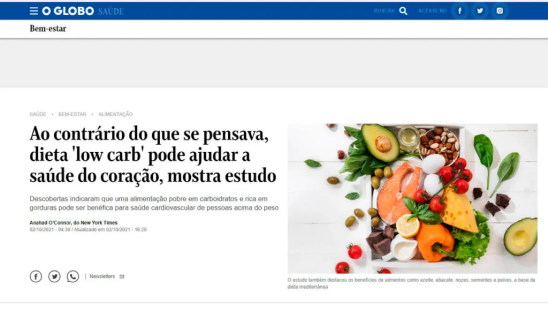 O GLOBO SAÚDE
BUSCAR
ACESSE NO
Bem-estar
SAÚDE • BEM-ESTAR • ALIMENTAÇÃO
Ao contrário do que se pensava,
dieta 'low carb' pode ajudar a
saúde do coração, mostra estudo
Descobertas indicaram que uma alimentação pobre em carboidratos e rica em
gorduras pode ser benéfica para saúde cardiovascular de pessoas acima do peso
Anahad O'Connor, do New York Times
02/10/2021 - 04:30 / Atualizado em 02/10/2021 - 16:20
Newsletters
O estudo também destacou os benefícios de alimentos como azeite, abacate, nozes, sementes e peixes, a base da
dieta mediterrânea